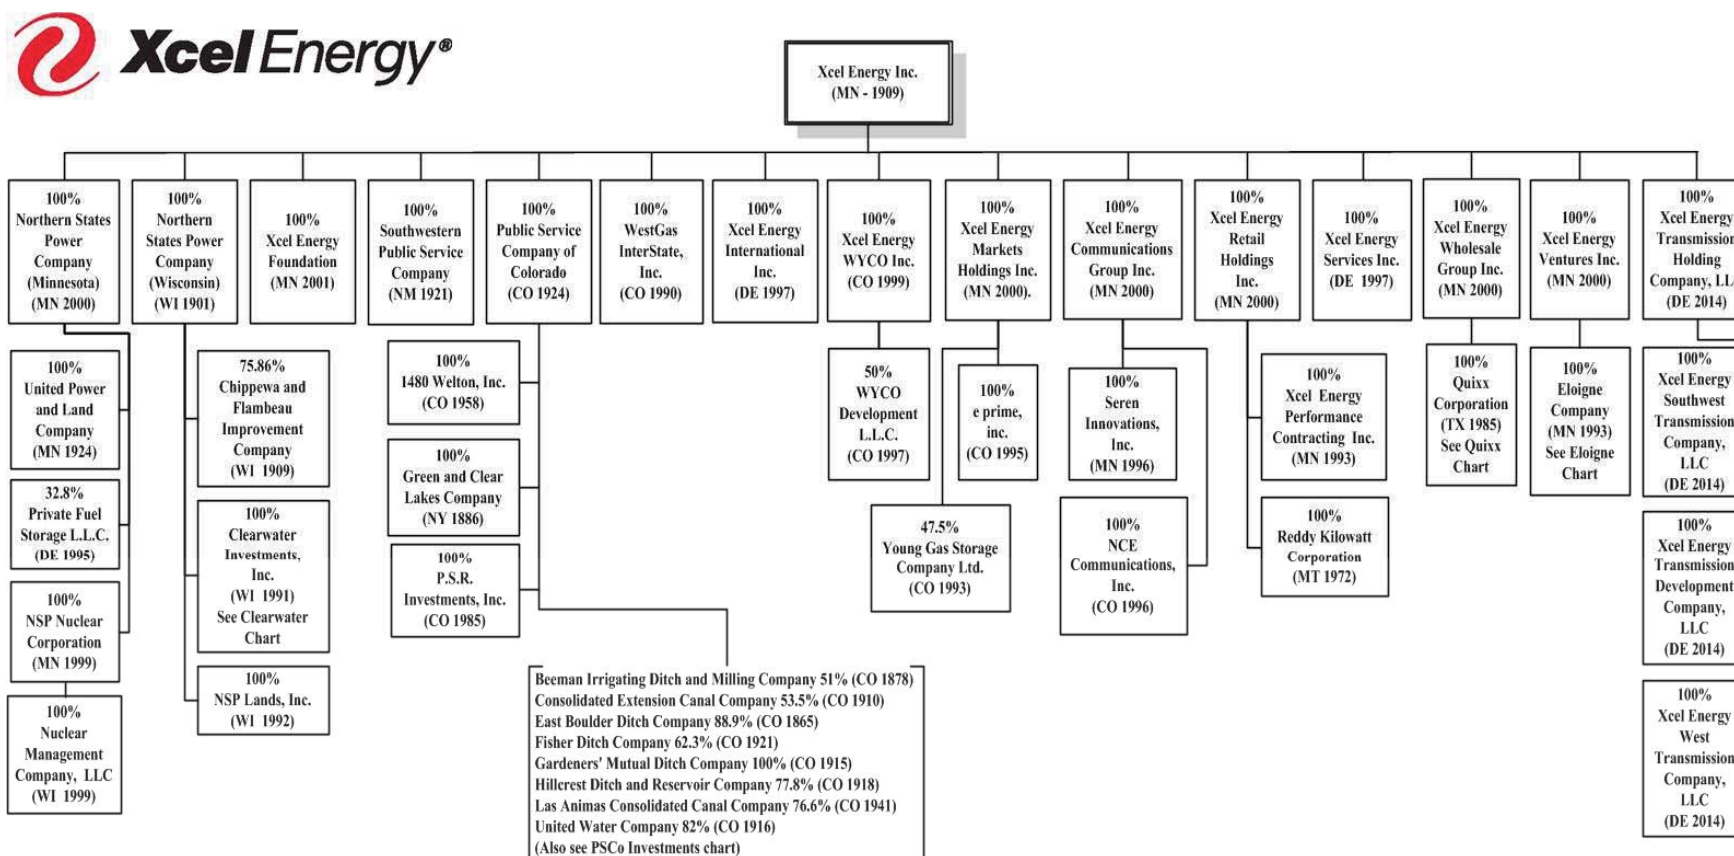 Xcel Energy®
Xcel Energy Inc.
(MN - 1909)
100%
Northern States
Power
Company
(Minnesota)
(MN 2000)
100%
Northern
States Power
Company
(Wisconsin)
(WI 1901)
100%
Xcel Energy
Foundation
(MN 2001)
100%
Southwestern
Public Service
Company
(NM 1921)
100%
Public Service
Company of
Colorado
(CO 1924)
100%
WestGas
InterState,
Inc.
(CO 1990)
100%
Xcel Energy
International
Inc.
(DE 1997)
100%
Xcel Energy
WYCO Inc.
(CO 1999)
100%
Xcel Energy
Markets
Holdings Inc.
(MN 2000).
100%
Xcel Energy
Communications
Group Inc.
(MN 2000)
100%
Xcel Energy
Retail
Holdings
Inc.
(MN 2000)
100%
Xcel Energy
Services Inc.
(DE 1997)
100%
Xcel Energy
Wholesale
Group Inc.
(MN 2000)
100%
Xcel Energy
Ventures Inc.
(MN 2000)
100%
Xcel Energy
Transmission
Holding
Company,
(DE 2014)
100%
United Power
and Land
Company
(MN 1924)
32.8%
Private Fuel
Storage L.L.C.
(DE 1995)
100%
NSP Nuclear
Corporation
(MN 1999)
100%
Nuclear
Management
Company, LLC
(WI 1999)
75.86%
Chippewa and
Flambeau
Improvement
Company
(WI 1909)
100%
Clearwater
Investments,
Inc.
(WI 1991)
See Clearwater
Chart
100%
NSP Lands, Inc.
(WI 1992)
100%
1480 Welton, Inc.
(CO 1958)
100%
Green and Clear
Lakes Company
(NY 1886)
100%
P.S.R.
Investments, Inc.
(CO 1985)
Beeman Irrigating Ditch and Milling Company 51% (CO 1878)
Consolidated Extension Canal Company 53.5% (CO 1910)
East Boulder Ditch Company 88.9% (CO 1865)
Fisher Ditch Company 62.3% (CO 1921)
Gardeners' Mutual Ditch Company 100% (CO 1915)
Hillcrest Ditch and Reservoir Company 77.8% (CO 1918)
Las Animas Consolidated Canal Company 76.6% (CO 1941)
United Water Company 82% (CO 1916)
(Also see PSCo Investments chart)
50%
WYCO
Development
L.L.C.
(CO 1997)
47.5%
Young Gas Storage
Company Ltd.
(CO 1993)
100%
e prime,
inc.
(CO 1995)
100%
Seren
Innovations,
Inc.
(MN 1996)
100%
NCE
Communications,
Inc.
(CO 1996)
100%
Xcel Energy
Performance
Contracting Inc.
(MN 1993)
100%
Reddy Kilowatt
Corporation
(MT 1972)
100%
Quixx
Corporation
(TX 1985)
See Quixx
Chart
100%
Eloigne
Company
(MN 1993)
See Eloigne
Chart
100%
Xcel Energy
Southwest
Transmission
Company,
LLC
(DE 2014)
100%
Xcel Energy
Transmission
Development
Company,
LLC
(DE 2014)
100%
Xcel Energy
West
Transmission
Company,
LLC
(DE 2014)